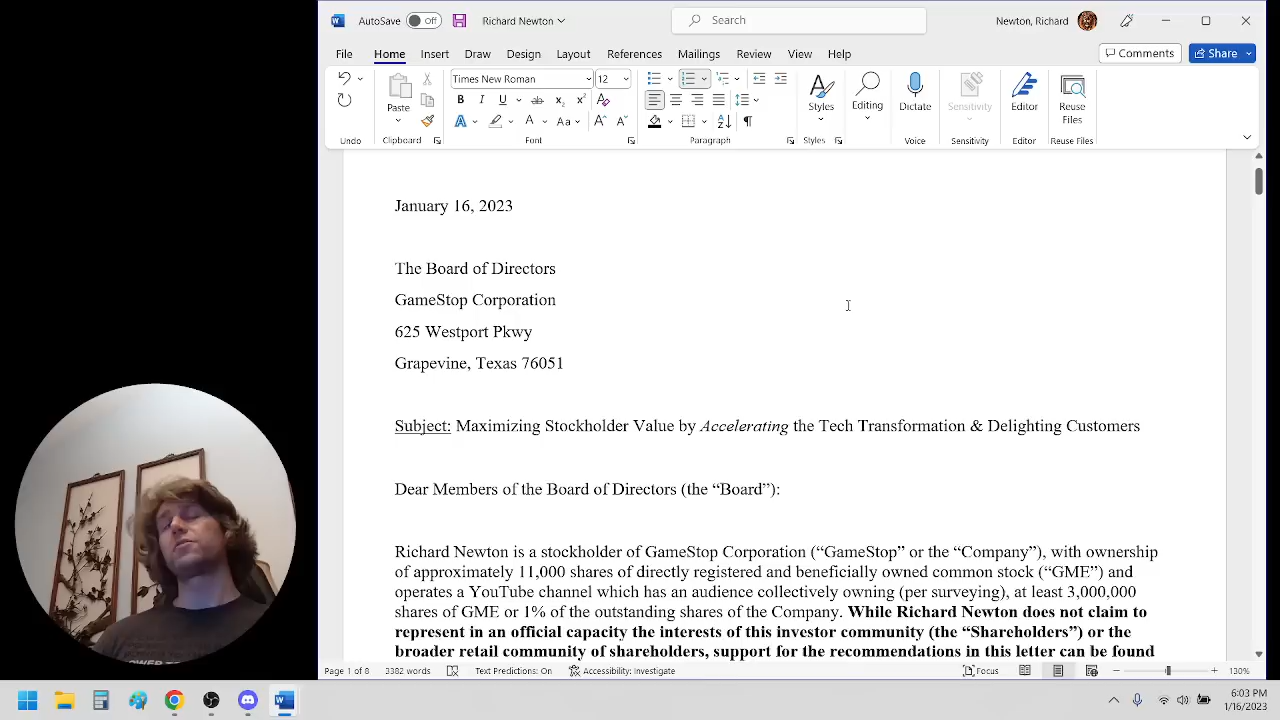 AutoSave Off Richard Newton Search Newton, Richard
File Home Insert Draw Design Layout References Mailings Review View Help Comments Share
Times New Roman 12
Paste Styles Editing Dictate Sensitivity Editor Reuse Files
Undo Clipboard Font Paragraph Styles Voice Sensitivity Editor Reuse Files
January 16, 2023
The Board of Directors
GameStop Corporation
625 Westport Pkwy
Grapevine, Texas 76051
Subject: Maximizing Stockholder Value by Accelerating the Tech Transformation & Delighting Customers
Dear Members of the Board of Directors (the “Board”):
Richard Newton is a stockholder of GameStop Corporation (“GameStop” or the “Company”), with ownership
of approximately 11,000 shares of directly registered and beneficially owned common stock (“GME”) and
operates a YouTube channel which has an audience collectively owning (per surveying), at least 3,000,000
shares of GME or 1% of the outstanding shares of the Company. While Richard Newton does not claim to
represent in an official capacity the interests of this investor community (the “Shareholders”) or the
broader retail community of shareholders, support for the recommendations in this letter can be found
Page 1 of 8 3382 words Text Predictions: On Accessibility: Investigate Focus 130%
6:03 PM
1/16/2023